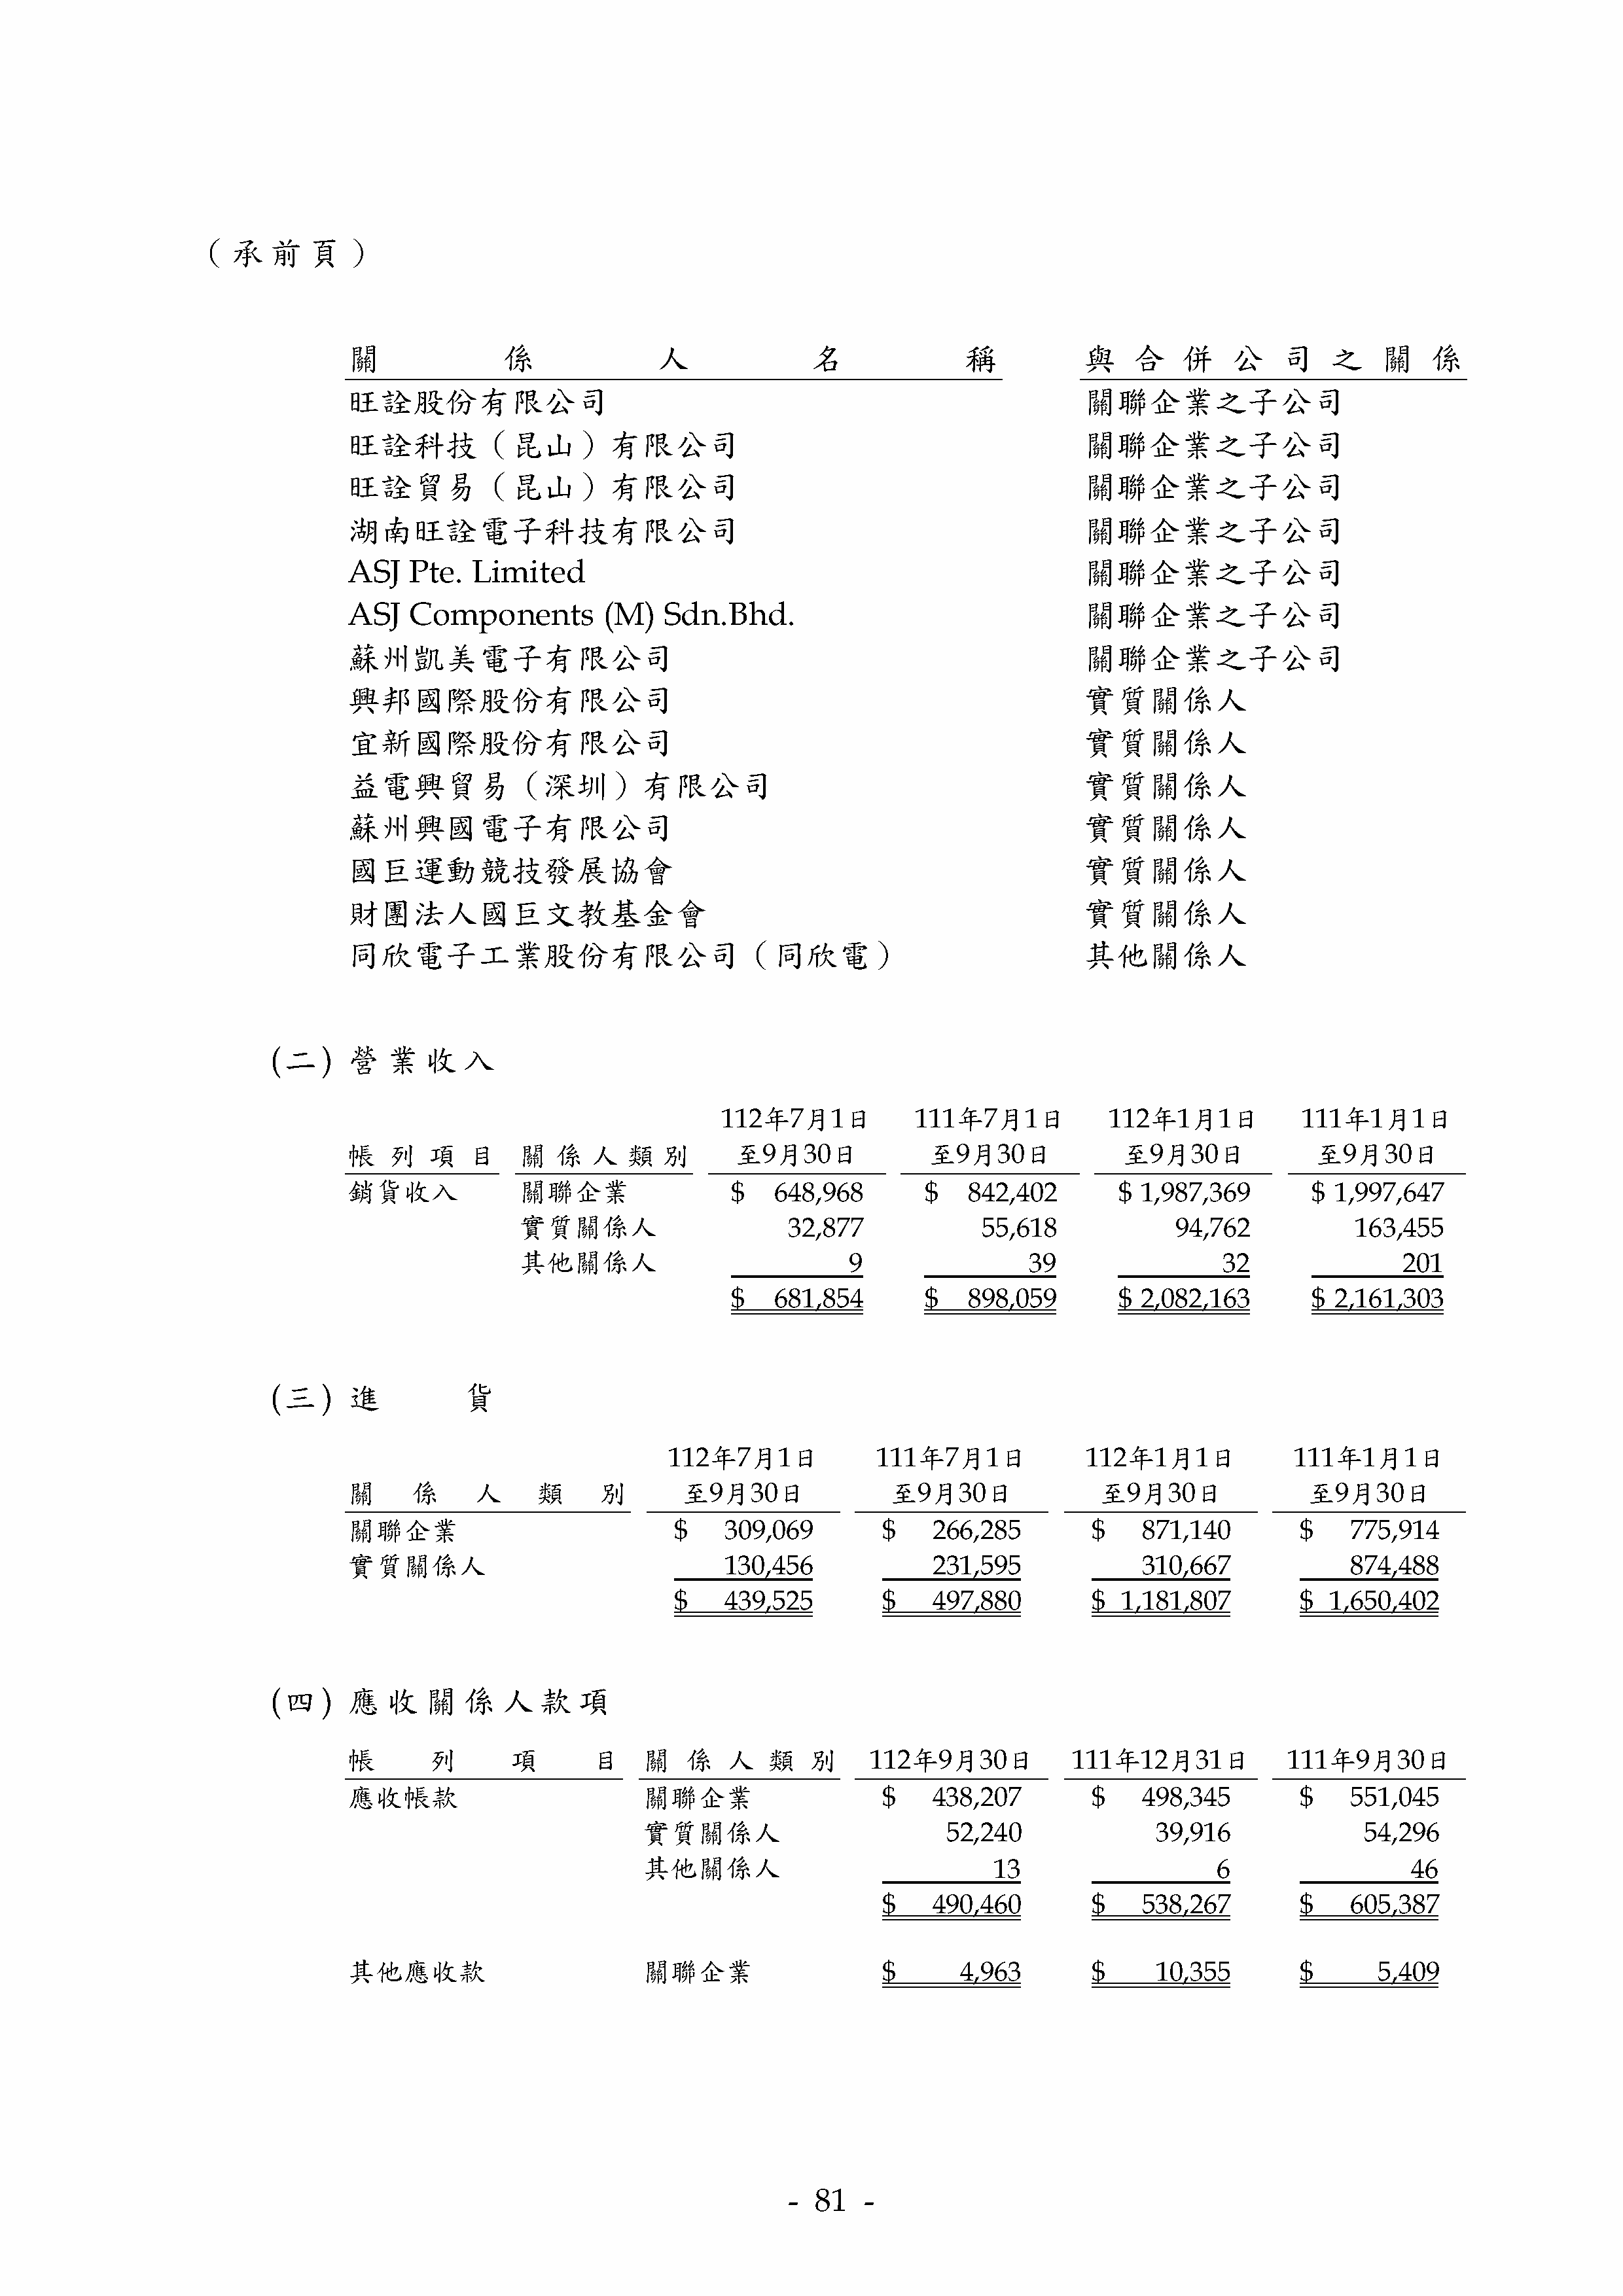 （承前頁）
關係人名稱 與合併公司之關係
旺詮股份有限公司 關聯企業之子公司
旺詮科技（昆山）有限公司 關聯企業之子公司
旺詮貿易（昆山）有限公司 關聯企業之子公司
湖南旺詮電子科技有限公司 關聯企業之子公司
ASJ Pte. Limited 關聯企業之子公司
ASJ Components (M) Sdn.Bhd. 關聯企業之子公司
蘇州凱美電子有限公司 關聯企業之子公司
興邦國際股份有限公司 實質關係人
宜新國際股份有限公司 實質關係人
益電興貿易（深圳）有限公司 實質關係人
蘇州興國電子有限公司 實質關係人
國巨運動競技發展協會 實質關係人
財團法人國巨文教基金會 實質關係人
同欣電子工業股份有限公司（同欣電） 其他關係人
(二) 營業收入
112年7月1日 111年7月1日 112年1月1日 111年1月1日
帳列項目 關係人類別 至9月30日 至9月30日 至9月30日 至9月30日
銷貨收入 關聯企業 $ 648,968 $ 842,402 $ 1,987,369 $ 1,997,647
實質關係人 32,877 55,618 94,762 163,455
其他關係人 9 39 32 201
$ 681,854 $ 898,059 $ 2,082,163 $ 2,161,303
(三) 進貨
112年7月1日 111年7月1日 112年1月1日 111年1月1日
關係人類別 至9月30日 至9月30日 至9月30日 至9月30日
關聯企業 $ 309,069 $ 266,285 $ 871,140 $ 775,914
實質關係人 130,456 231,595 310,667 874,488
$ 439,525 $ 497,880 $ 1,181,807 $ 1,650,402
(四) 應收關係人款項
帳列項目 關係人類別 112年9月30日 111年12月31日 111年9月30日
應收帳款 關聯企業 $ 438,207 $ 498,345 $ 551,045
實質關係人 52,240 39,916 54,296
其他關係人 13 6 46
$ 490,460 $ 538,267 $ 605,387
其他應收款 關聯企業 $ 4,963 $ 10,355 $ 5,409
- 81 -